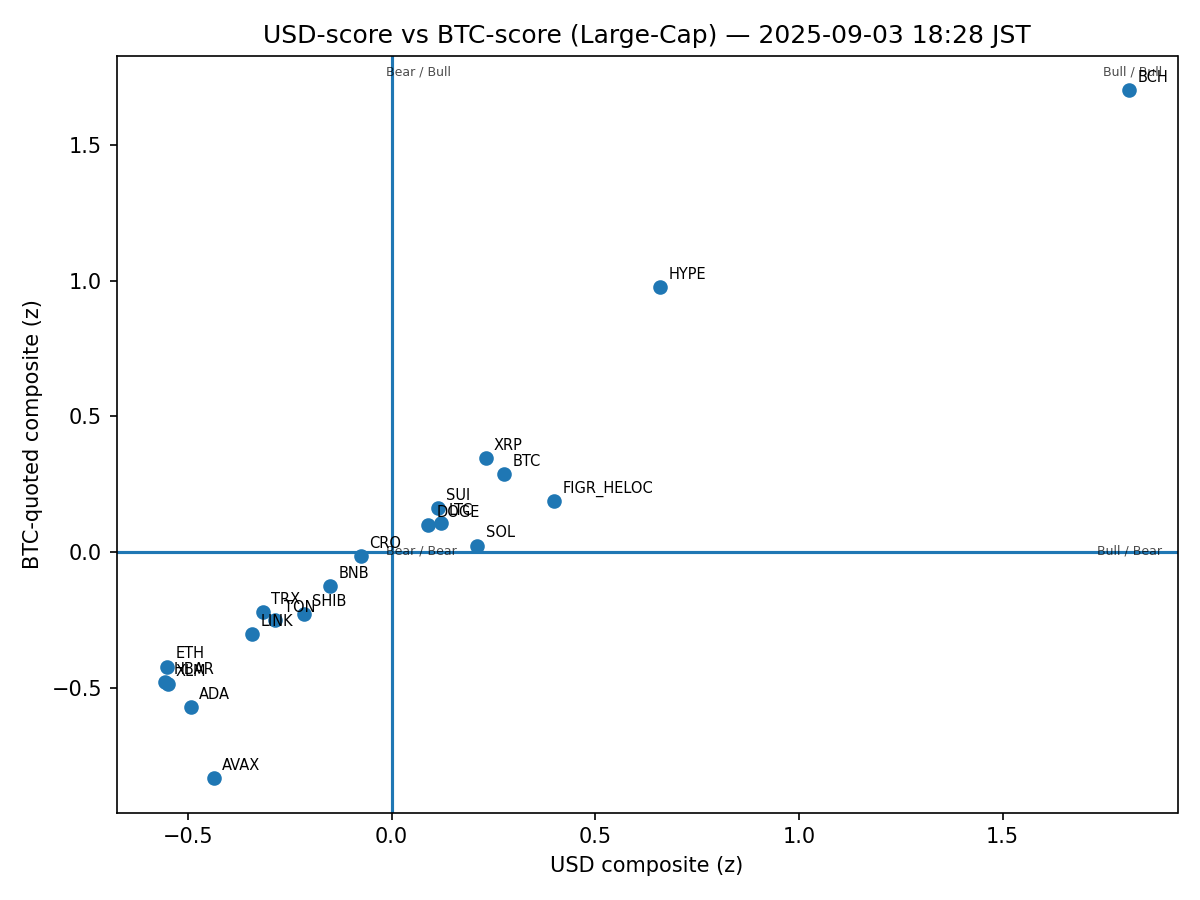 USD-score vs BTC-score (Large-Cap) — 2025-09-03 18:28 JST
Bear / Bull
Bull / Bull
BCH
1.5
HYPE
1.0
XRP
BTC
0.5
FIGR_HELOC
SUI
LTC
DOGE
SOL
CRO
0.0
Bear / Bear
Bull / Bear
BNB
TRX
SHIB
TON
LINK
ETH
HBAR
XLM
−0.5
ADA
AVAX
−0.5
0.0
0.5
1.0
1.5
USD composite (z)
BTC-quoted composite (z)